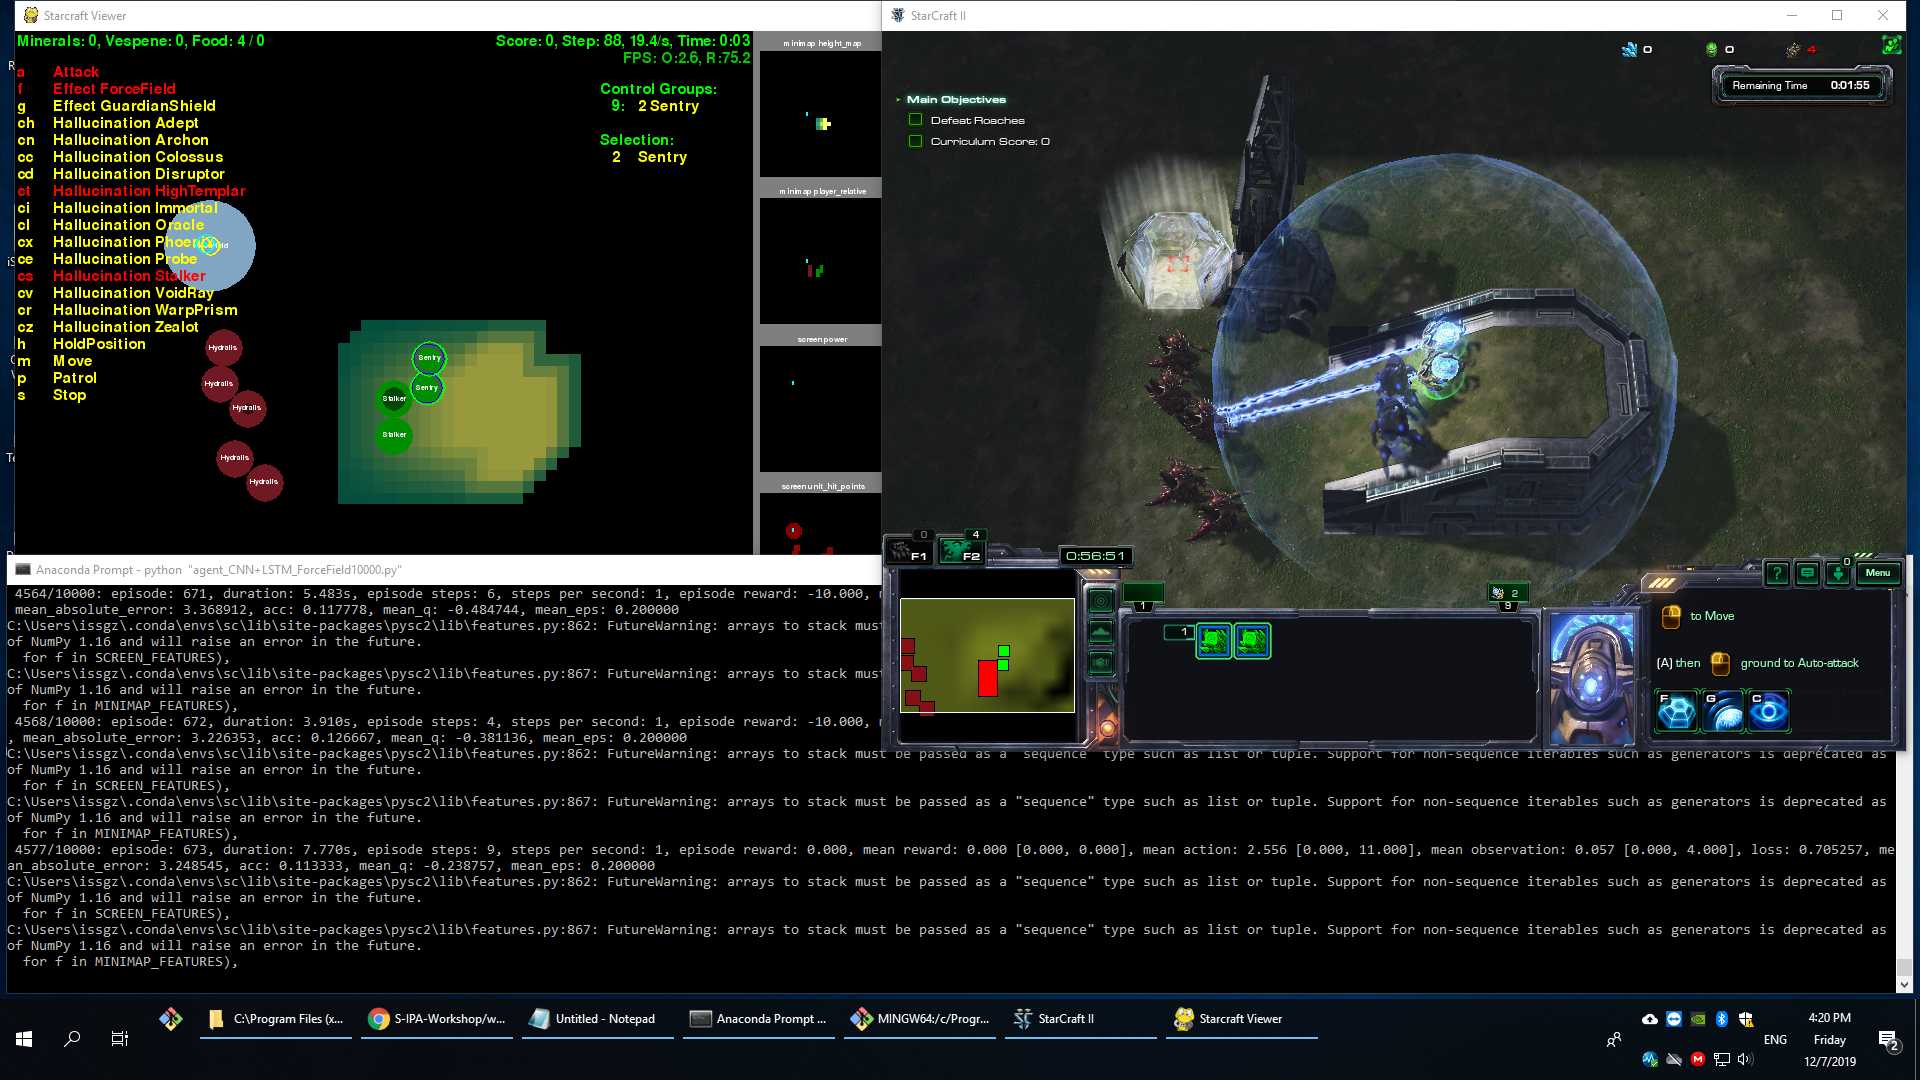 Starcraft Viewer
Minerals: 0, Vespene: 0, Food: 4 / 0
Score: 0, Step: 88, 19.4/s, Time: 0:03
FPS: O:2.6, R:75.2
a Attack
f Effect ForceField
g Effect GuardianShield
ch Hallucination Adept
cn Hallucination Archon
cc Hallucination Colossus
cd Hallucination Disruptor
ct Hallucination HighTemplar
ci Hallucination Immortal
cl Hallucination Oracle
cx Hallucination
ce Hallucination Probe
cs Hallucination Stalker
cv Hallucination VoidRay
cr Hallucination WarpPrism
cz Hallucination Zealot
h HoldPosition
m Move
p Patrol
s Stop
Control Groups:
9: 2 Sentry
Selection:
2 Sentry
Sentry
Sentry
Stalker
Stalker
Hydralis
Hydralis
Hydralis
Hydralis
Hydralis
minimap height_map
minimap player_relative
screen power
screen unit_hit_points
StarCraft II
0
0
4
Remaining Time 0:01:55
Main Objectives
Defeat Roaches
Curriculum Score: 0
0
F1
4
F2
0:56:51
1
2
9
1
0
?
Menu
to Move
(A) then ground to Auto-attack
F
G
C
Anaconda Prompt - python "agent_CNN+LSTM_ForceField10000.py"
4564/10000: episode: 671, duration: 5.483s, episode steps: 6, steps per second: 1, episode reward: -10.000,
mean_absolute_error: 3.368912, acc: 0.117778, mean_q: -0.484744, mean_eps: 0.200000
C:\Users\issgz\.conda\envs\sc\lib\site-packages\pysc2\lib\features.py:862: FutureWarning: arrays to stack mus
of NumPy 1.16 and will raise an error in the future.
for f in SCREEN_FEATURES),
C:\Users\issgz\.conda\envs\sc\lib\site-packages\pysc2\lib\features.py:867: FutureWarning: arrays to stack mus
of NumPy 1.16 and will raise an error in the future.
for f in MINIMAP_FEATURES),
4568/10000: episode: 672, duration: 3.910s, episode steps: 4, steps per second: 1, episode reward: -10.000,
, mean_absolute_error: 3.226353, acc: 0.126667, mean_q: -0.381136, mean_eps: 0.200000
C:\Users\issgz\.conda\envs\sc\lib\site-packages\pysc2\lib\features.py:862: FutureWarning: arrays to stack must be passed as a "sequence" type such as list or tuple. Support for non-sequence iterables such as generators is deprecated as
of NumPy 1.16 and will raise an error in the future.
for f in SCREEN_FEATURES),
C:\Users\issgz\.conda\envs\sc\lib\site-packages\pysc2\lib\features.py:867: FutureWarning: arrays to stack must be passed as a "sequence" type such as list or tuple. Support for non-sequence iterables such as generators is deprecated as
of NumPy 1.16 and will raise an error in the future.
for f in MINIMAP_FEATURES),
4577/10000: episode: 673, duration: 7.770s, episode steps: 9, steps per second: 1, episode reward: 0.000, mean reward: 0.000 [0.000, 0.000], mean action: 2.556 [0.000, 11.000], mean observation: 0.057 [0.000, 4.000], loss: 0.705257, me
an_absolute_error: 3.248545, acc: 0.113333, mean_q: -0.238757, mean_eps: 0.200000
C:\Users\issgz\.conda\envs\sc\lib\site-packages\pysc2\lib\features.py:862: FutureWarning: arrays to stack must be passed as a "sequence" type such as list or tuple. Support for non-sequence iterables such as generators is deprecated as
of NumPy 1.16 and will raise an error in the future.
for f in SCREEN_FEATURES),
C:\Users\issgz\.conda\envs\sc\lib\site-packages\pysc2\lib\features.py:867: FutureWarning: arrays to stack must be passed as a "sequence" type such as list or tuple. Support for non-sequence iterables such as generators is deprecated as
of NumPy 1.16 and will raise an error in the future.
for f in MINIMAP_FEATURES),
C:\Program Files (x...
S-IPA-Workshop/w...
Untitled - Notepad
Anaconda Prompt ...
MINGW64:/c/Progr...
StarCraft II
Starcraft Viewer
ENG
4:20 PM
Friday
12/7/2019
2